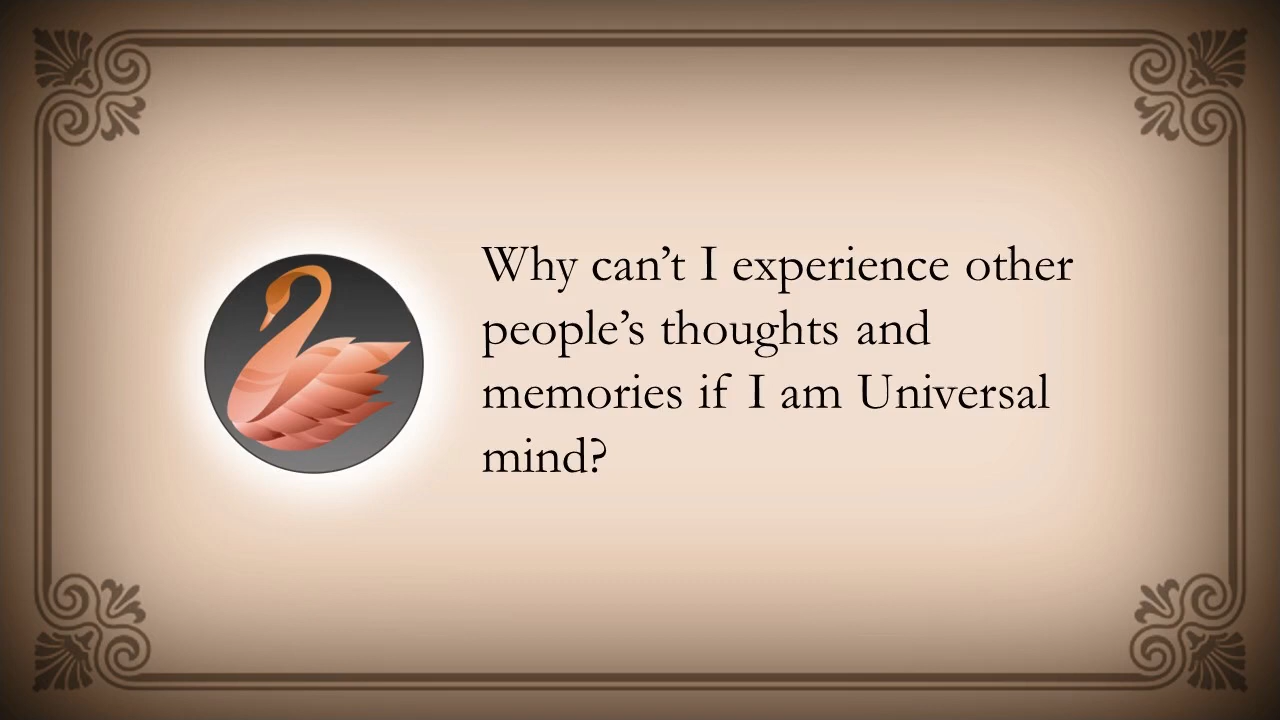 Why can’t I experience other
people’s thoughts and
memories if I am Universal
mind?